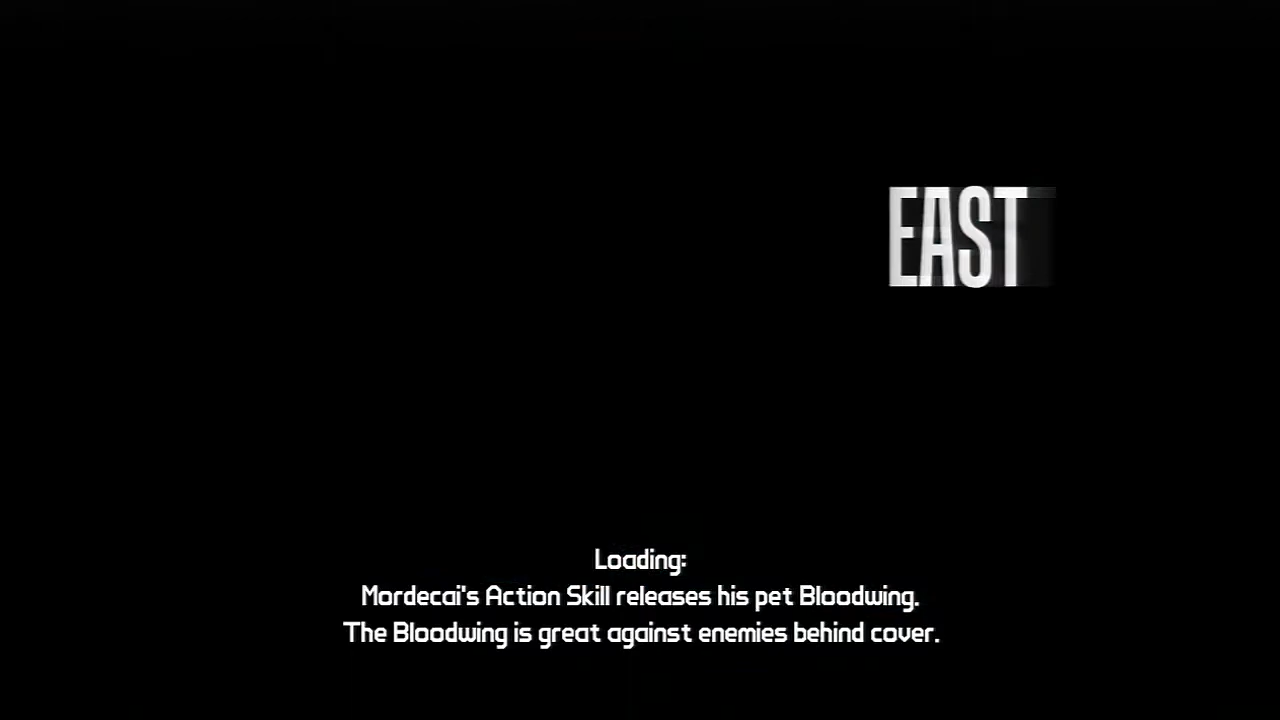 EAST
Loading:
Mordecai's Action Skill releases his pet Bloodwing.
The Bloodwing is great against enemies behind cover.